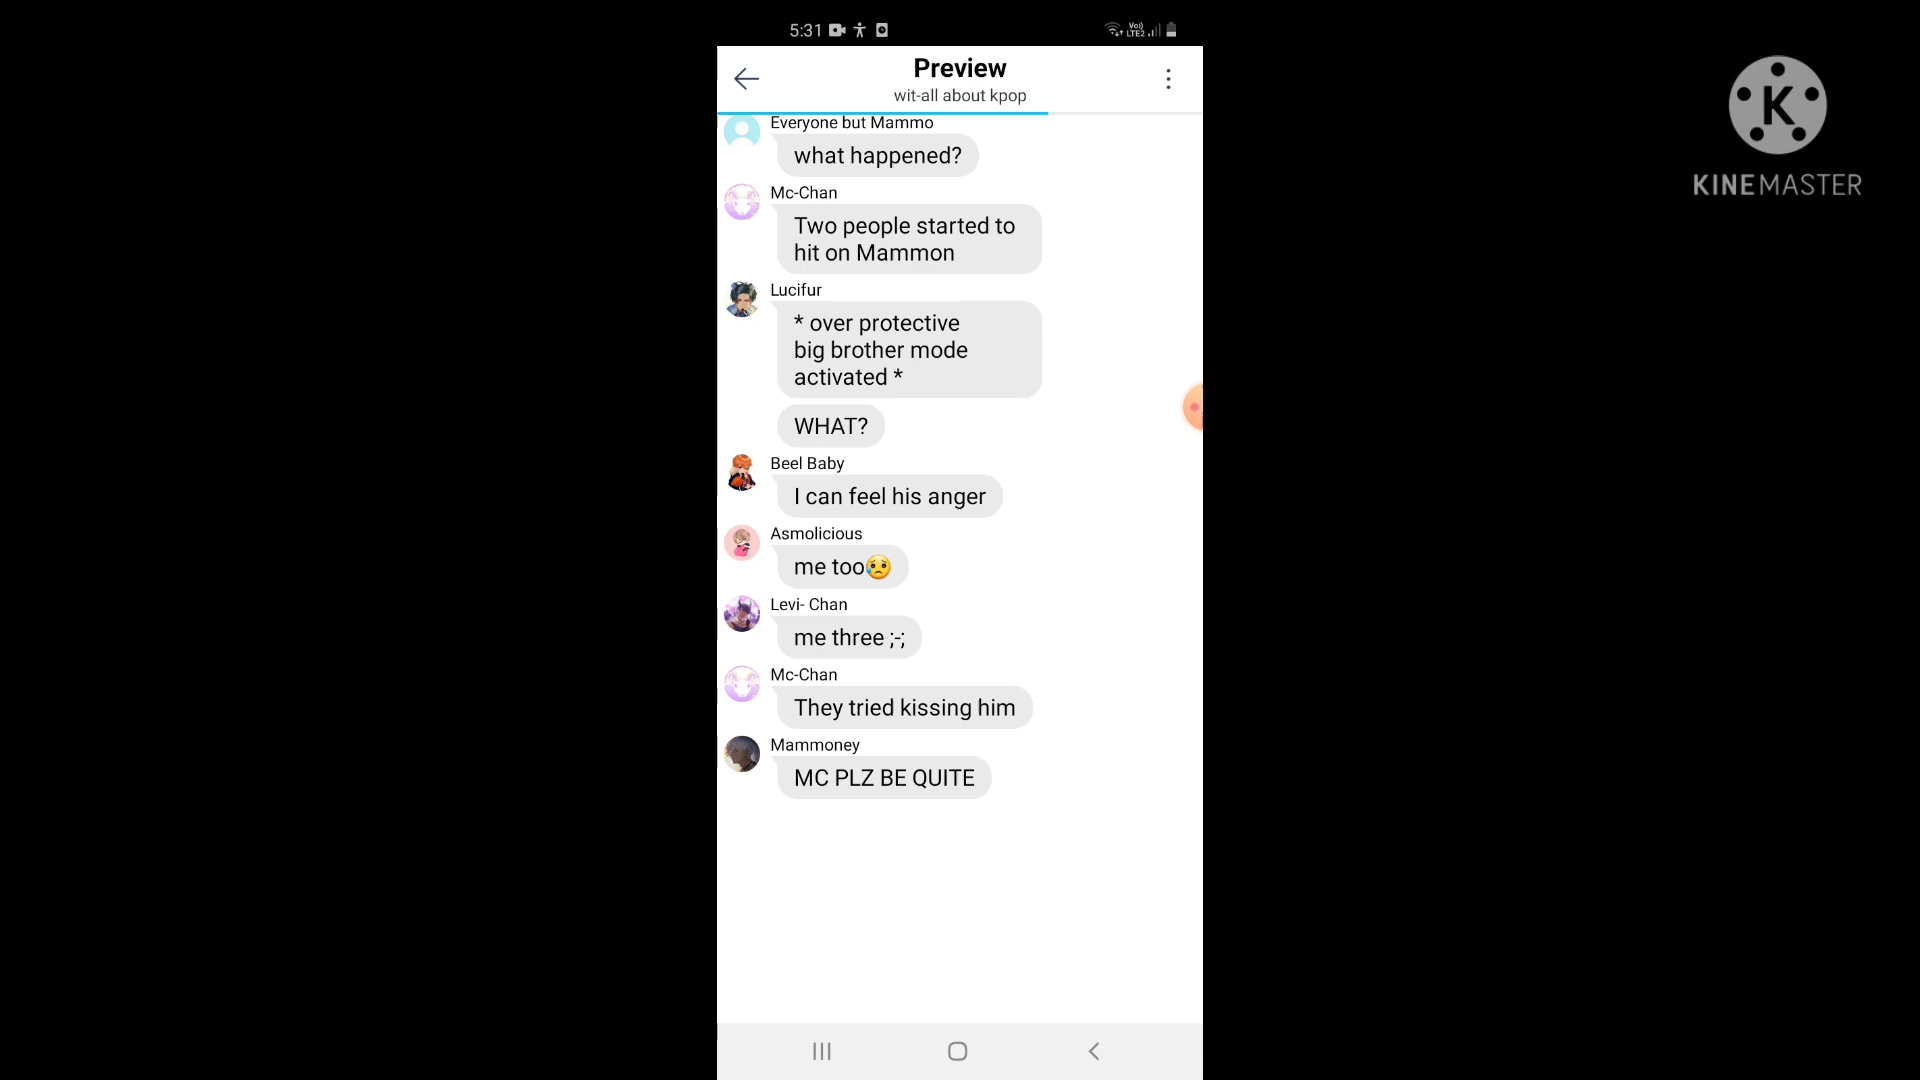 5:31
Vo))
LTE2
Preview
wit-all about kpop
KINEMASTER
Everyone but Mammo
what happened?
Mc-Chan
Two people started to
hit on Mammon
Lucifur
* over protective
big brother mode
activated *
WHAT?
Beel Baby
I can feel his anger
Asmolicious
me too😥
Levi- Chan
me three ;-;
Mc-Chan
They tried kissing him
Mammoney
MC PLZ BE QUITE